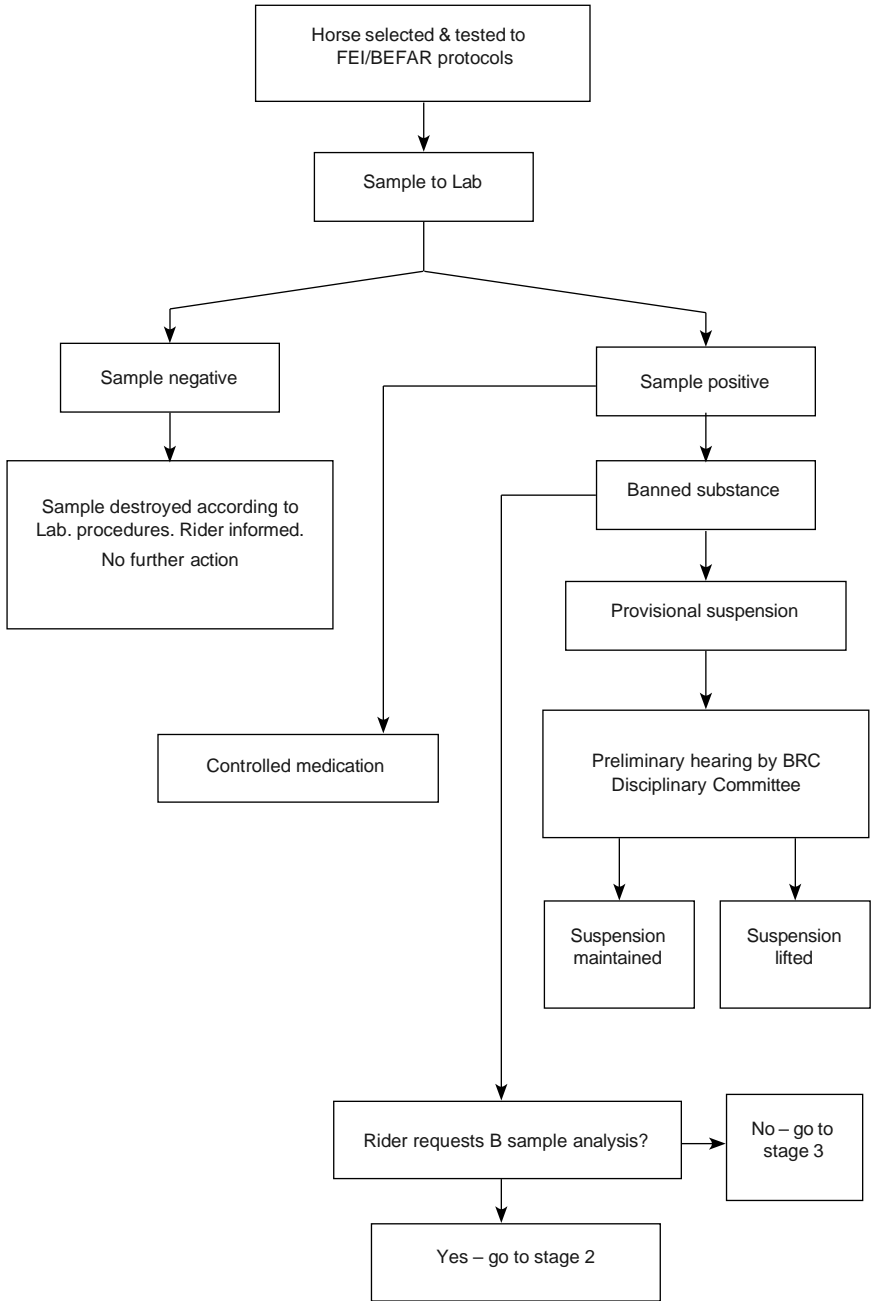 Horse selected & tested to
FEI/BEFAR protocols
Sample to Lab
Sample negative
Sample positive
Sample destroyed according to
Lab. procedures. Rider informed.
No further action
Banned substance
Provisional suspension
Controlled medication
Preliminary hearing by BRC
Disciplinary Committee
Suspension
maintained
Suspension
lifted
Rider requests B sample analysis?
No – go to
stage 3
Yes – go to stage 2